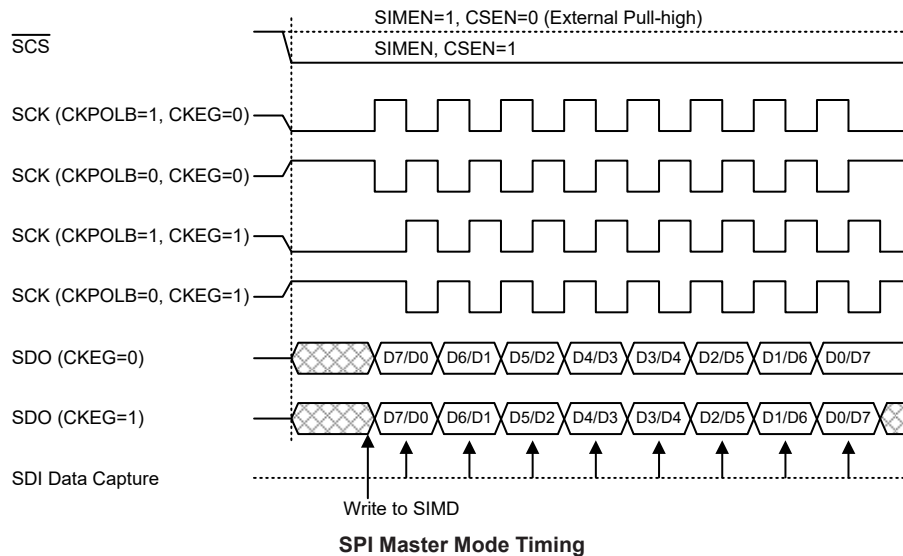 SIMEN=1, CSEN=0 (External Pull-high)
SCS
SIMEN, CSEN=1
SCK (CKPOLB=1, CKEG=0)
SCK (CKPOLB=0, CKEG=0)
SCK (CKPOLB=1, CKEG=1)
SCK (CKPOLB=0, CKEG=1)
SDO (CKEG=0) D7/D0 D6/D1 D5/D2 D4/D3 D3/D4 D2/D5 D1/D6 D0/D7
SDO (CKEG=1) D7/D0 D6/D1 D5/D2 D4/D3 D3/D4 D2/D5 D1/D6 D0/D7
SDI Data Capture
Write to SIMD
SPI Master Mode Timing